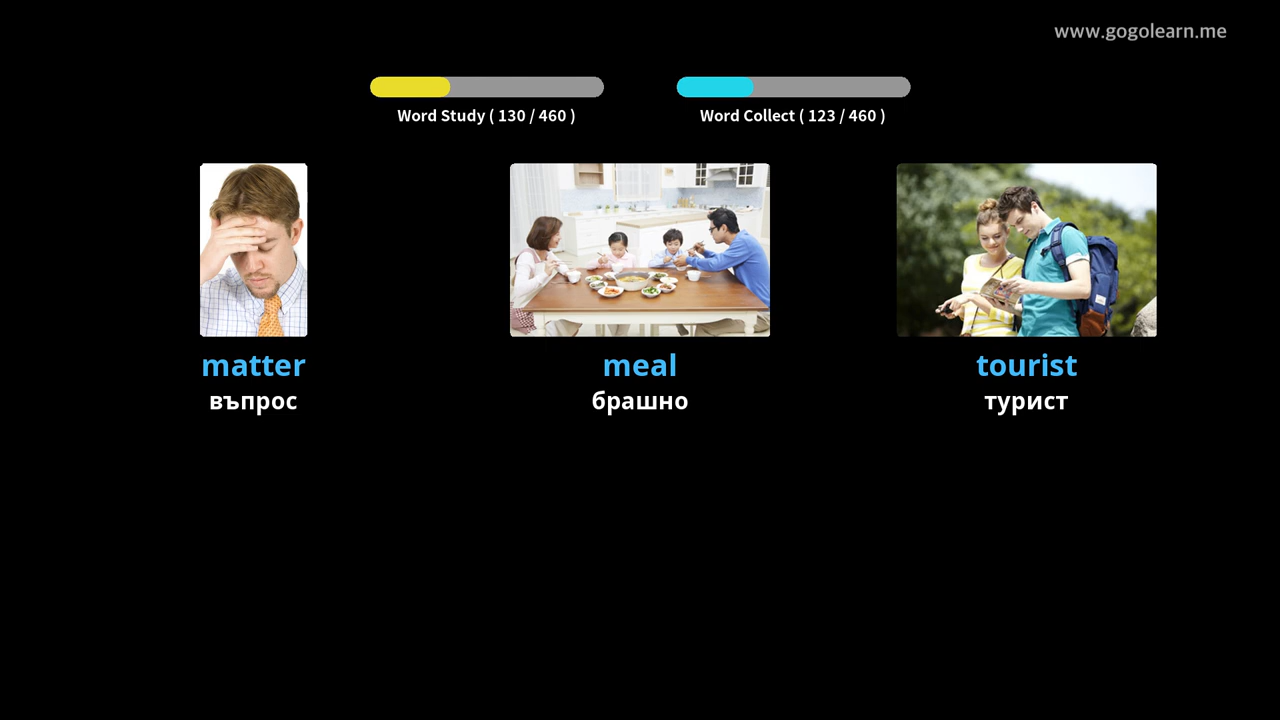 www.gogolearn.me
Word Study ( 130 / 460 )
Word Collect ( 123 / 460 )
matter
въпрос
meal
брашно
tourist
турист